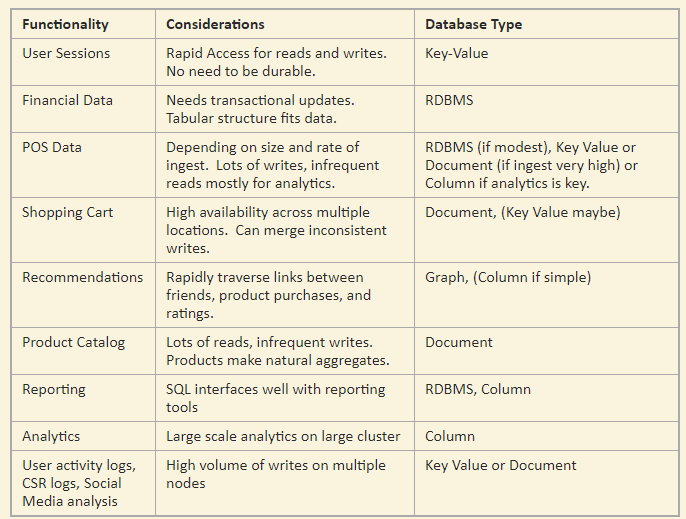 Functionality Considerations Database Type
User Sessions Rapid Access for reads and writes. Key-Value
No need to be durable.
Financial Data Needs transactional updates. RDBMS
Tabular structure fits data.
POS Data Depending on size and rate of RDBMS (if modest), Key Value or
ingest. Lots of writes, infrequent Document (if ingest very high) or
reads mostly for analytics. Column if analytics is key.
Shopping Cart High availability across multiple Document, (Key Value maybe)
locations. Can merge inconsistent
writes.
Recommendations Rapidly traverse links between Graph, (Column if simple)
friends, product purchases, and
ratings.
Product Catalog Lots of reads, infrequent writes. Document
Products make natural aggregates.
Reporting SQL interfaces well with reporting RDBMS, Column
tools
Analytics Large scale analytics on large cluster Column
User activity logs, High volume of writes on multiple Key Value or Document
CSR logs, Social nodes
Media analysis